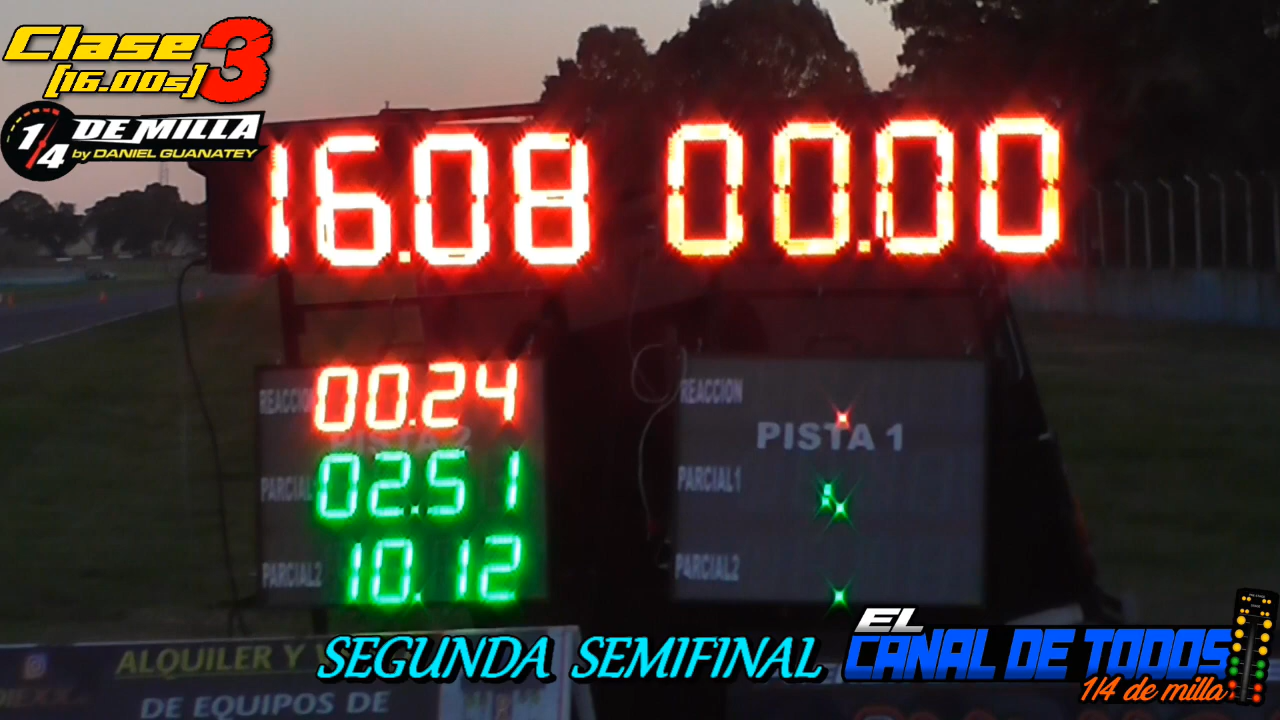 Clase 3
[16.00s]
1/4 DE MILLA
by DANIEL GUANATEY
16.08 00.00
REACCION 00.24
PISTA 2
PARCIAL 02.51
PARCIAL2 10.12
REACCION
PISTA 1
PARCIAL1
PARCIAL2
ALQUILER Y
DE EQUIPOS DE
SEGUNDA SEMIFINAL
EL
CANAL DE TODOS
1/4 de milla